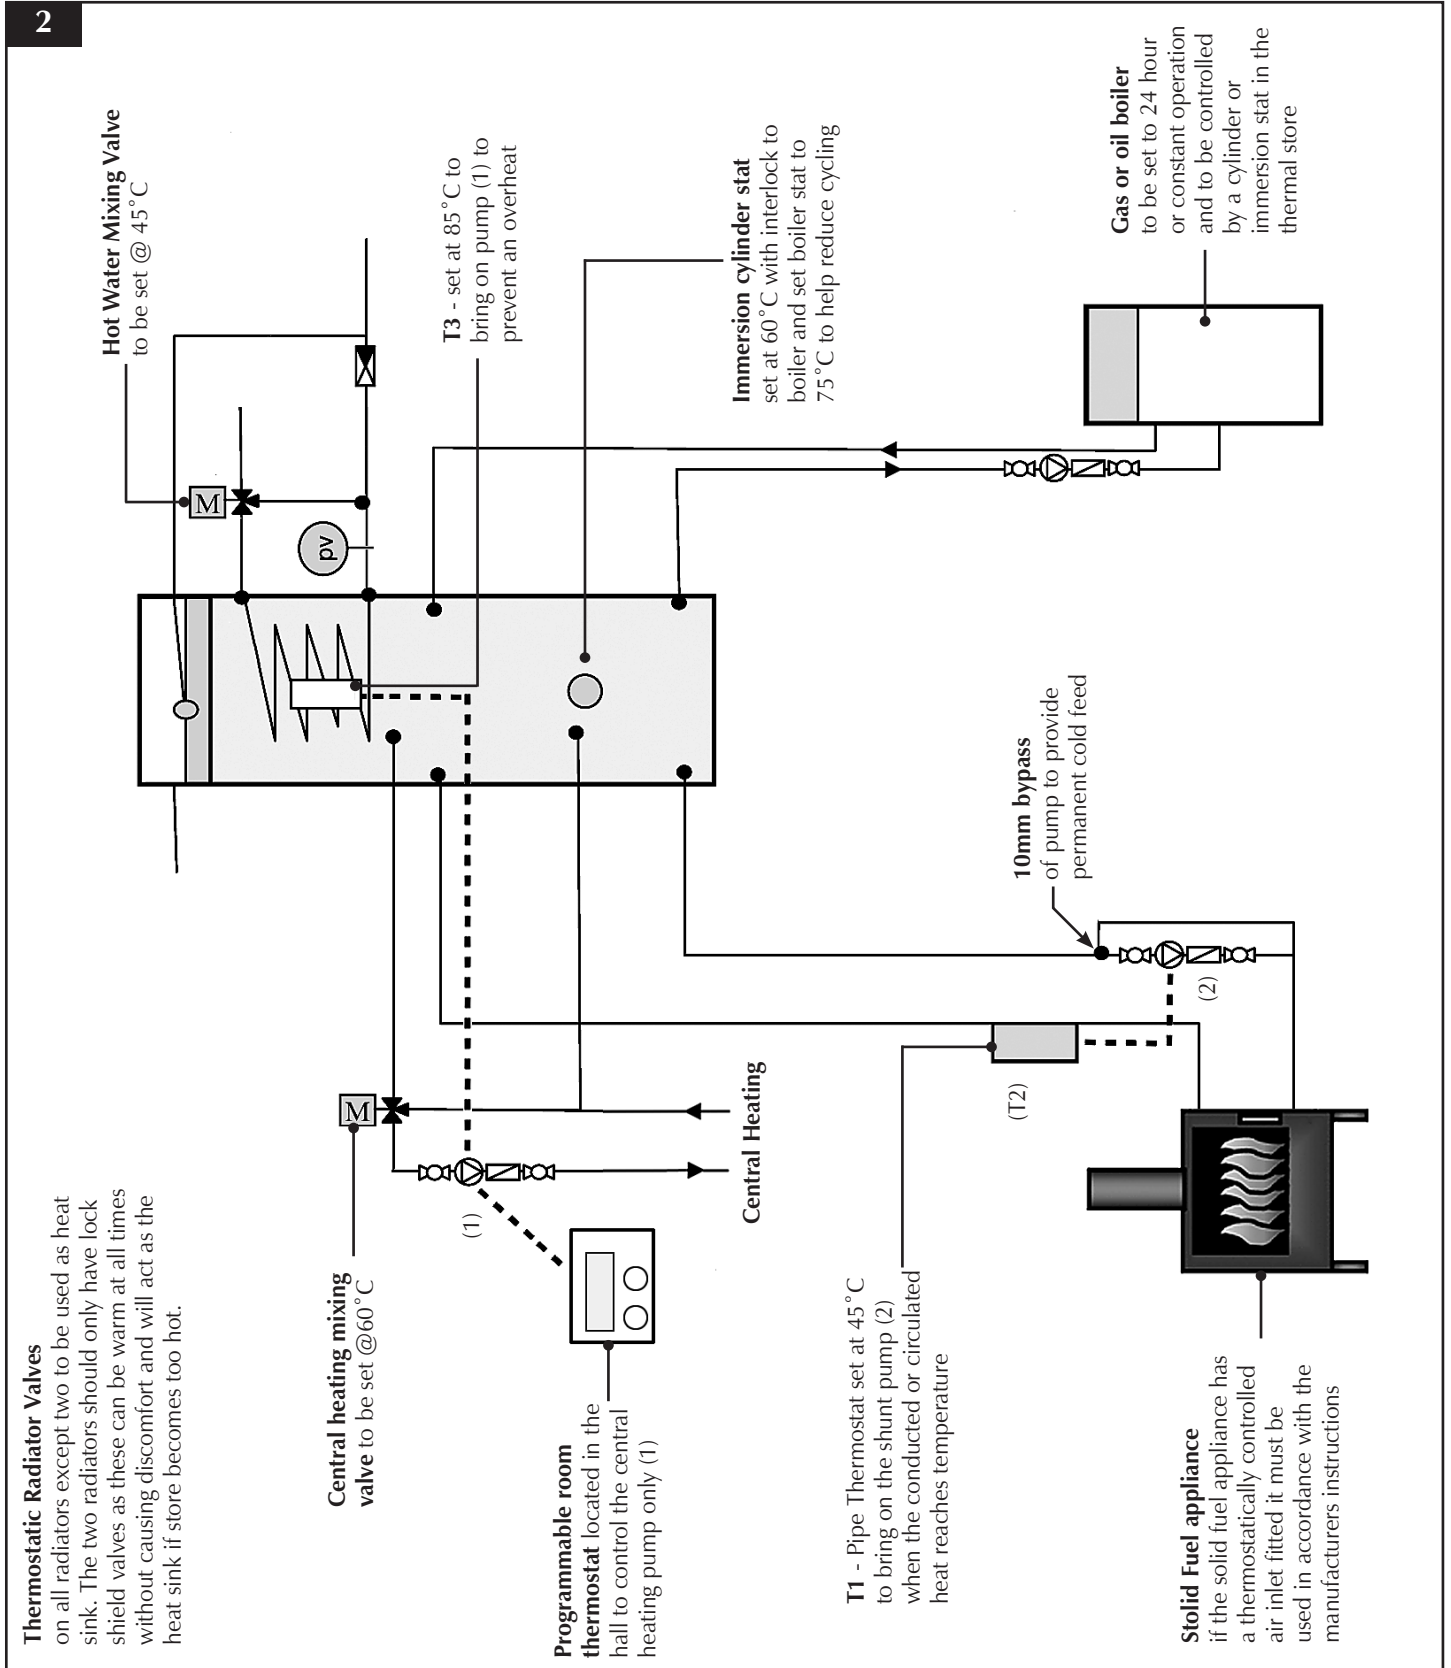 2
Thermostatic Radiator Valves
on all radiators except two to be used as heat
sink. The two radiators should only have lock
shield valves as these can be warm at all times
without causing discomfort and will act as the
heat sink if store becomes too hot.
Central heating mixing
valve to be set @60˚C
Programmable room
thermostat located in the
hall to control the central
heating pump only (1)
T1 - Pipe Thermostat set at 45˚C
to bring on the shunt pump (2)
when the conducted or circulated
heat reaches temperature
Stolid Fuel appliance
if the solid fuel appliance has
a thermostatically controlled
air inlet fitted it must be
used in accordance with the
manufacturers instructions
M
(1)
Central Heating
(T2)
(2)
10mm bypass
of pump to provide
permanent cold feed
pv
M
Hot Water Mixing Valve
to be set @ 45˚C
T3 - set at 85˚C to
bring on pump (1) to
prevent an overheat
Immersion cylinder stat
set at 60˚C with interlock to
boiler and set boiler stat to
75˚C to help reduce cycling
Gas or oil boiler
to be set to 24 hour
or constant operation
and to be controlled
by a cylinder or
immersion stat in the
thermal store